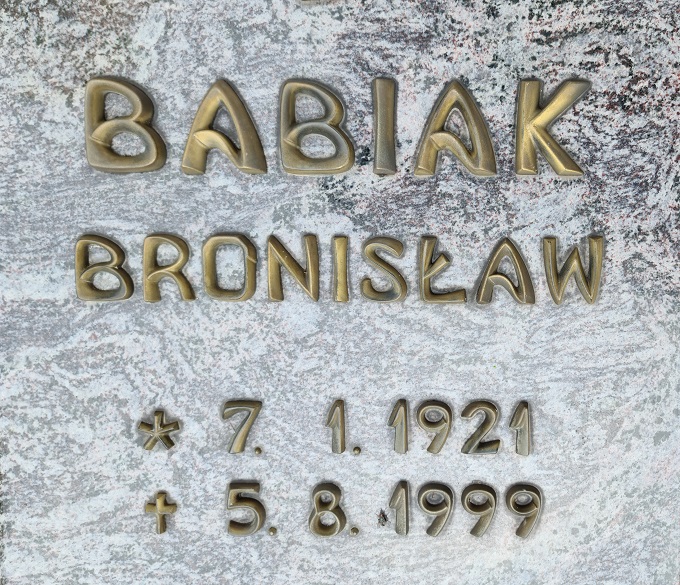 BABIAK
BRONISŁAW
* 7. 1. 1921
✝ 5. 8. 1999